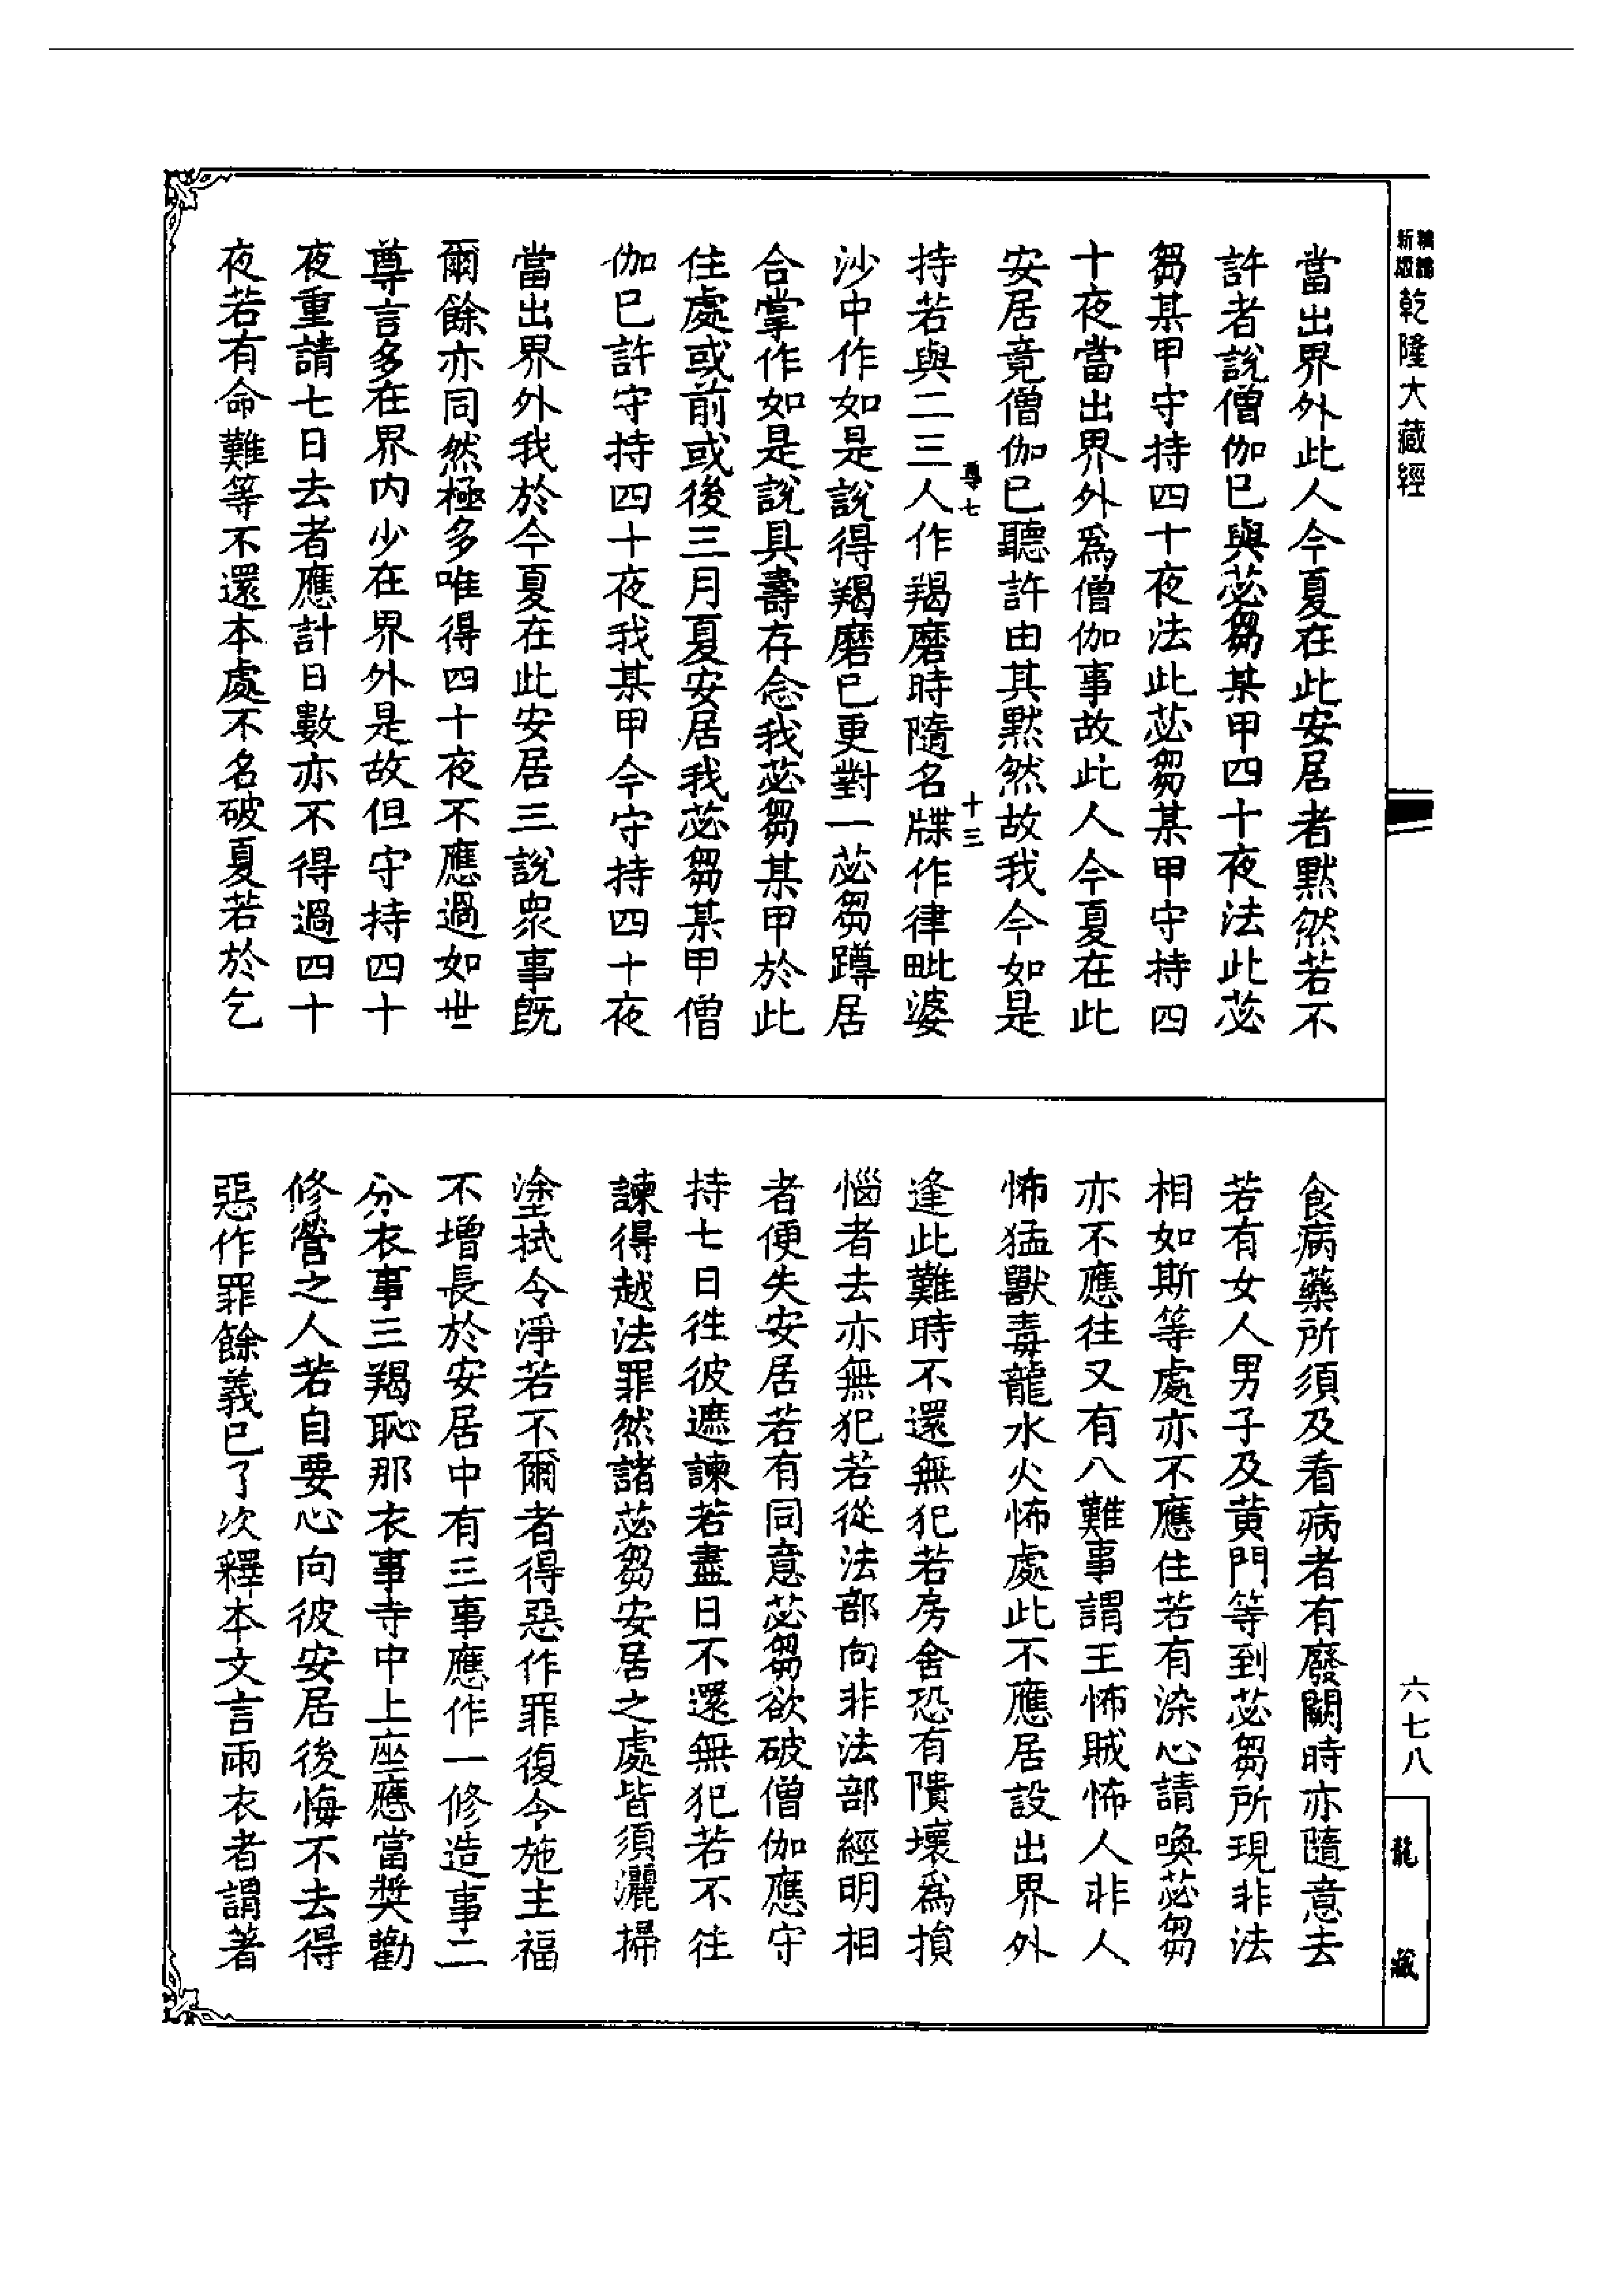 乾隆大藏經
當出界外此人今夏在此安居者默然若不
許者說僧伽已與苾芻某甲四十夜法此苾
芻某甲守持四十夜法此苾芻某甲守持四
十夜當出界外爲僧伽事故此人今夏在此
安居竟僧伽已聽許由其默然故我今如是
尊七
十三
持若與二三人作羯磨時隨名牒作律毗婆
沙中作如是說得羯磨已更對一苾芻蹲居
合掌作如是說具壽存念我苾芻某甲於此
住處或前或後三月夏安居我苾芻某甲僧
伽已許守持四十夜我某甲今守持四十夜
當出界外我於今夏在此安居三說衆事旣
爾餘亦同然極多唯得四十夜不應過如世
尊言多在界內少在界外是故但守持四十
夜重請七日去者應計日數亦不得過四十
夜若有命難等不還本處不名破夏若於乞
食病藥所須及看病者有廢闕時亦隨意去
若有女人男子及黄門等到苾芻所現非法
相如斯等處亦不應住若有染心請喚苾芻
亦不應往又有八難事謂王怖賊怖人非人
怖猛獸毒龍水火怖處此不應居設出界外
逢此難時不還無犯若房舍恐有隤壞爲損
惱者去亦無犯若從法部向非法部經明相
者便失安居若有同意苾芻欲破僧伽應守
持七日徃彼遮諫若盡日不還無犯若不往
諫得越法罪然諸苾芻安居之處皆須灑掃
塗拭令淨若不爾者得惡作罪復令施主福
不增長於安居中有三事應作一修造事二
分衣事三羯恥那衣事寺中上座應當奬勸
修營之人若自要心向彼安居後悔不去得
惡作罪餘義已了次釋本文言雨衣者謂著
六七八
龍藏